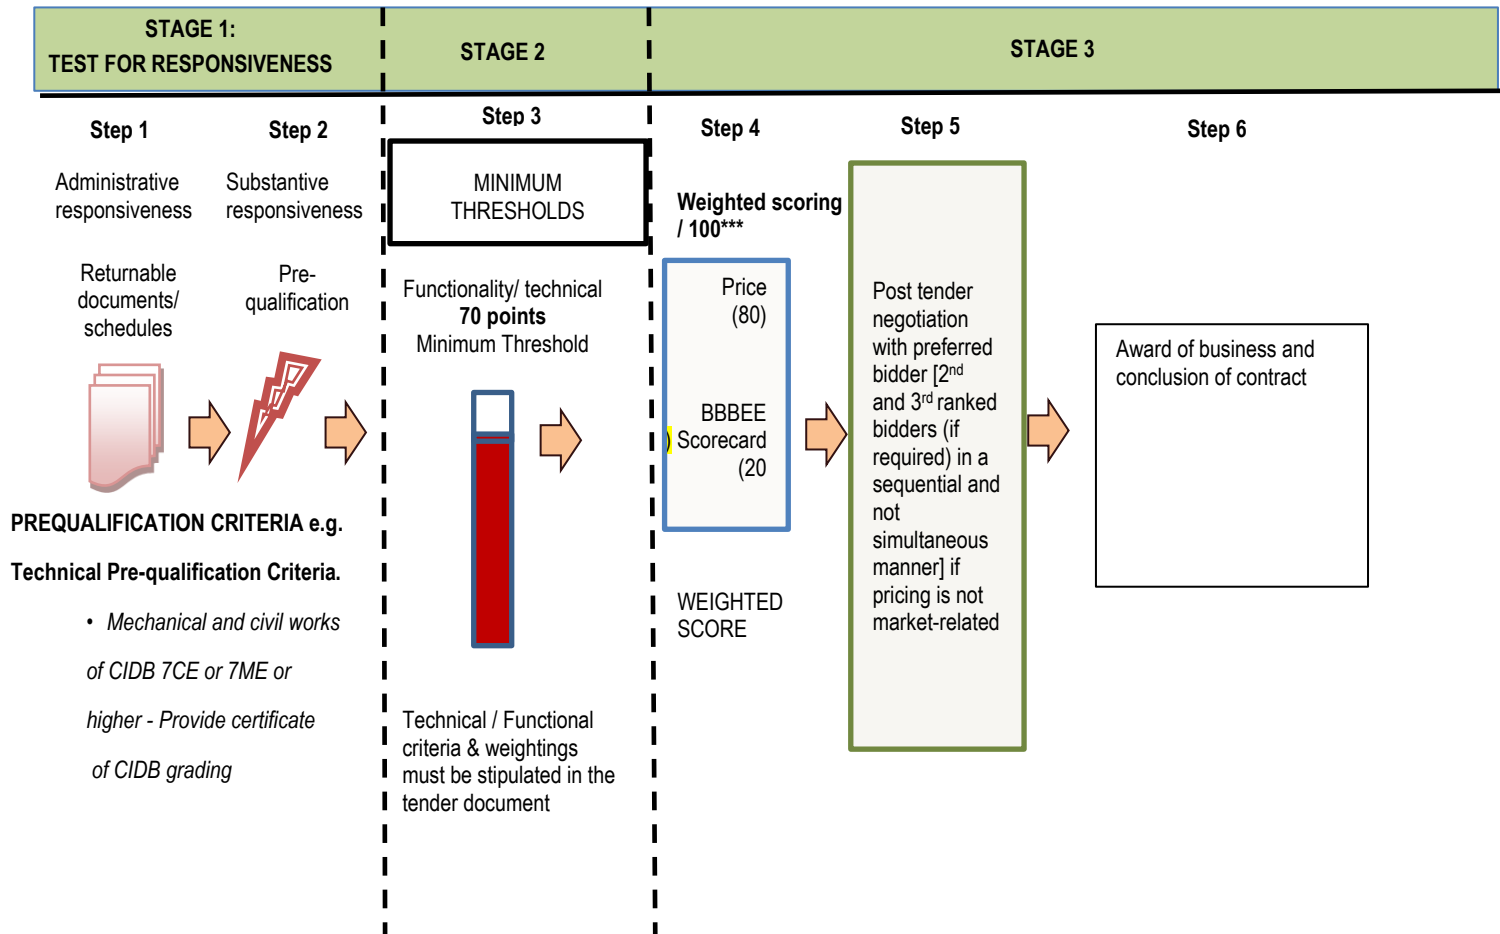 STAGE 1:
TEST FOR RESPONSIVENESS
STAGE 2
STAGE 3
Step 1
Administrative
responsiveness
Returnable
documents/
schedules
Step 2
Substantive
responsiveness
Pre-
qualification
PREQUALIFICATION CRITERIA e.g.
Technical Pre-qualification Criteria.
• Mechanical and civil works
of CIDB 7CE or 7ME or
higher - Provide certificate
of CIDB grading
Step 3
MINIMUM
THRESHOLDS
Functionality/ technical
70 points
Minimum Threshold
Technical / Functional
criteria & weightings
must be stipulated in the
tender document
Step 4
Weighted scoring
/ 100***
Price
(80)
BBBEE
) Scorecard
(20
WEIGHTED
SCORE
Step 5
Post tender
negotiation
with preferred
bidder [2nd
and 3rd ranked
bidders (if
required) in a
sequential and
not
simultaneous
manner] if
pricing is not
market-related
Step 6
Award of business and
conclusion of contract